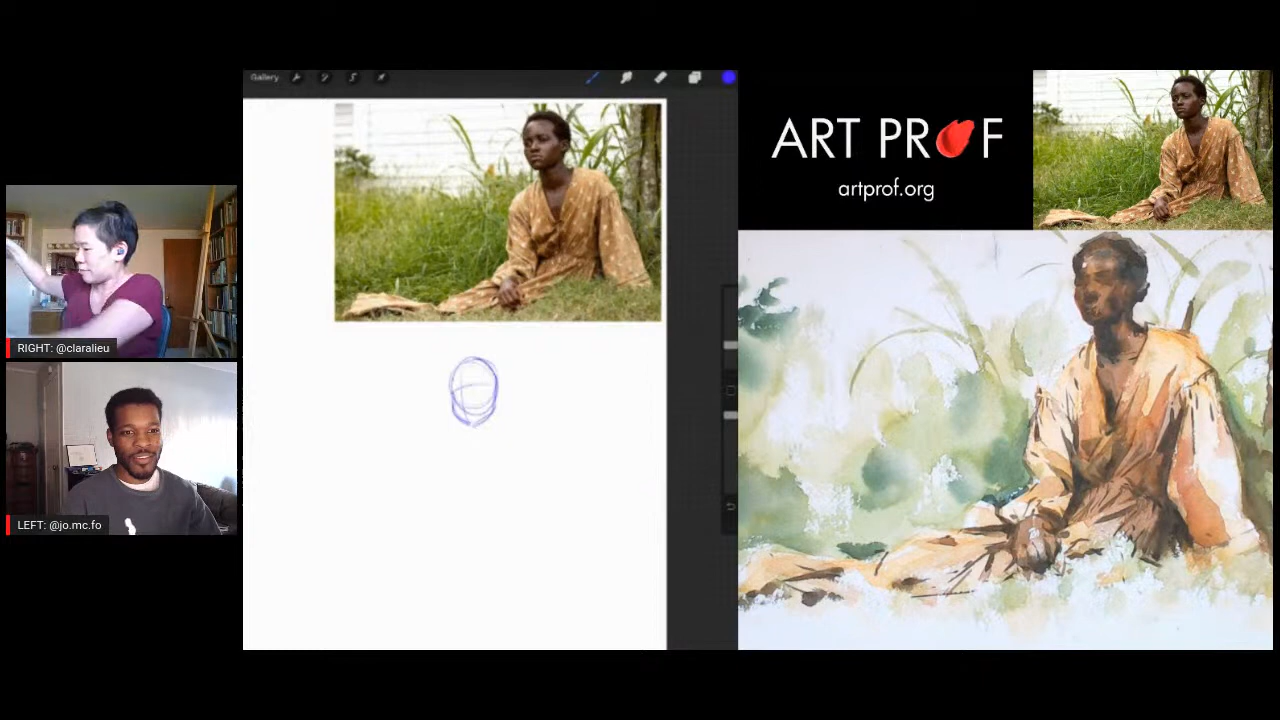 Gallery
ART PROF
artprof.org
RIGHT: @claralieu
LEFT: @jo.mc.fo